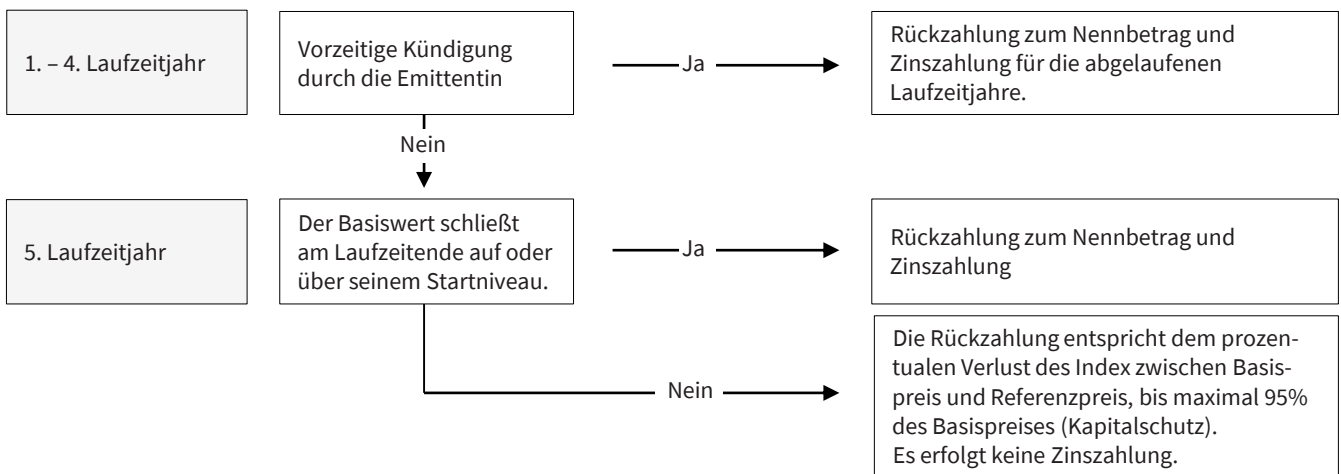 1. – 4. Laufzeitjahr
Vorzeitige Kündigung
durch die Emittentin
Ja
Rückzahlung zum Nennbetrag und
Zinszahlung für die abgelaufenen
Laufzeitjahre.
Nein
5. Laufzeitjahr
Der Basiswert schließt
am Laufzeitende auf oder
über seinem Startniveau.
Ja
Rückzahlung zum Nennbetrag und
Zinszahlung
Nein
Die Rückzahlung entspricht dem prozen-
tualen Verlust des Index zwischen Basis-
preis und Referenzpreis, bis maximal 95%
des Basispreises (Kapitalschutz).
Es erfolgt keine Zinszahlung.